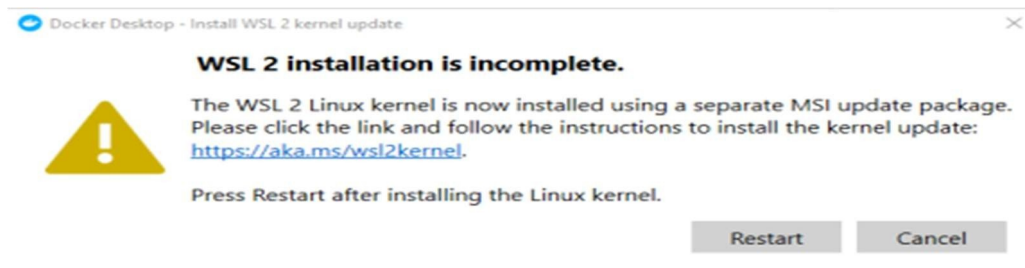 Docker Desktop - Install WSL 2 kernel update
WSL 2 installation is incomplete.
The WSL 2 Linux kernel is now installed using a separate MSI update package.
Please click the link and follow the instructions to install the kernel update:
https://aka.ms/wsl2kernel.
Press Restart after installing the Linux kernel.
Restart Cancel